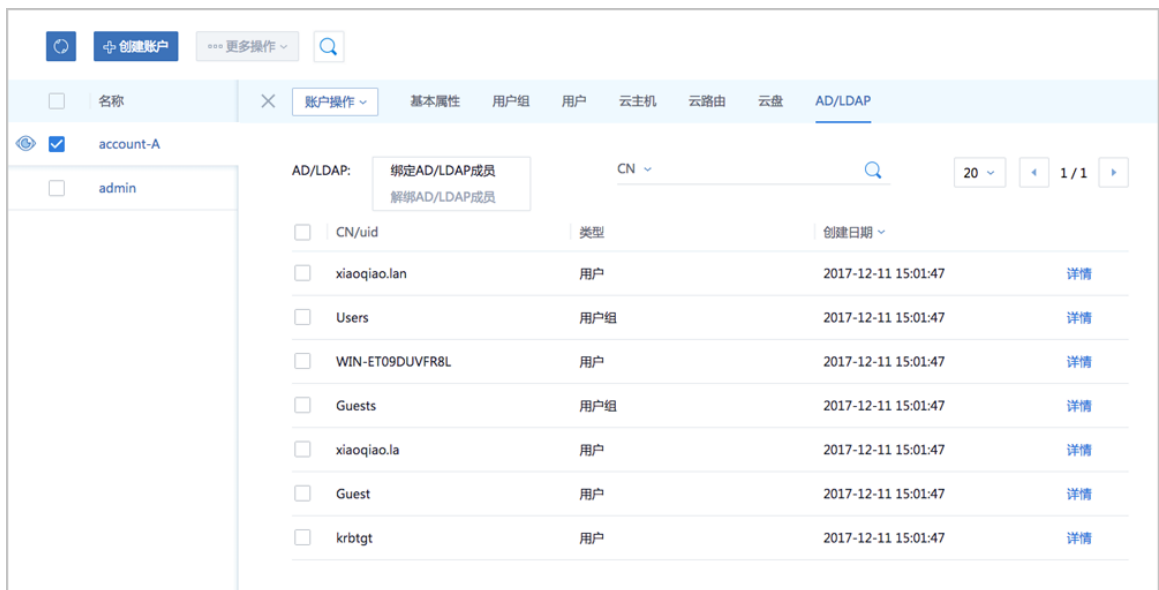 创建账户 更多操作
名称 账户操作 基本属性 用户组 用户 云主机 云路由 云盘 AD/LDAP
account-A
admin
AD/LDAP: 绑定AD/LDAP成员 CN 20 1 / 1
解绑AD/LDAP成员
CN/uid 类型 创建日期
xiaoqiao.lan 用户 2017-12-11 15:01:47 详情
Users 用户组 2017-12-11 15:01:47 详情
WIN-ET09DUVFR8L 用户 2017-12-11 15:01:47 详情
Guests 用户组 2017-12-11 15:01:47 详情
xiaoqiao.la 用户 2017-12-11 15:01:47 详情
Guest 用户 2017-12-11 15:01:47 详情
krbtgt 用户 2017-12-11 15:01:47 详情